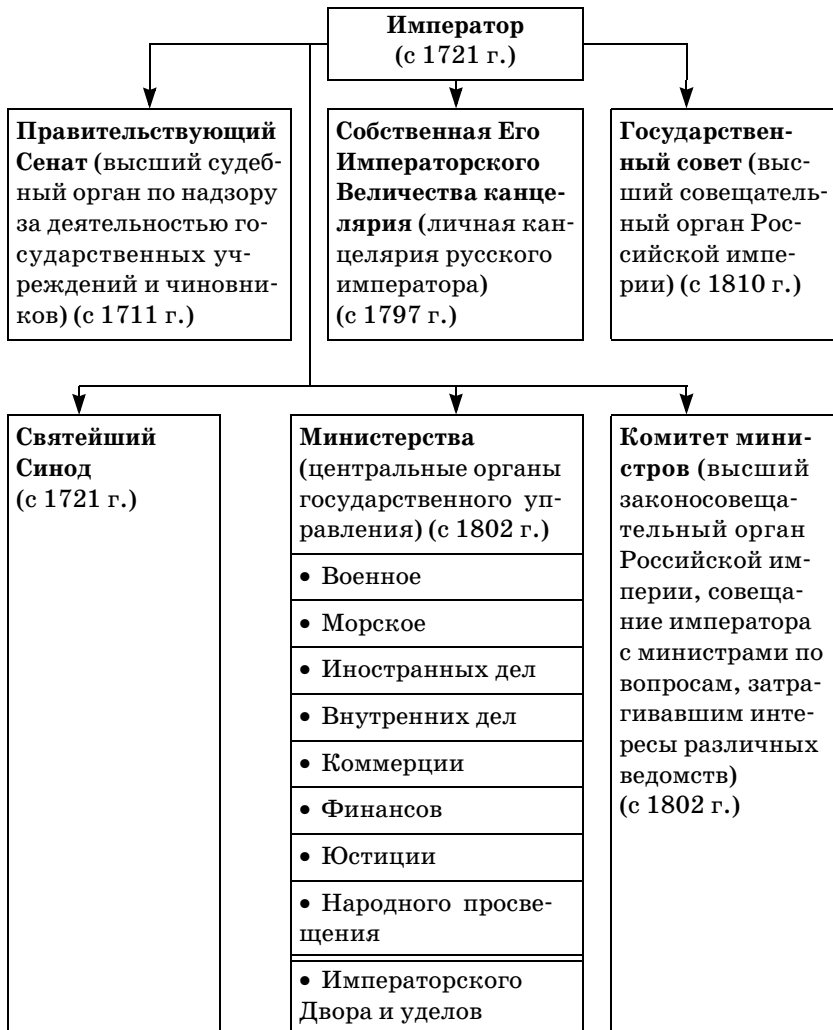 Император
(с 1721 г.)
Правительствующий
Сенат (высший судеб-
ный орган по надзору
за деятельностью го-
сударственных уч-
реждений и чиновни-
ков) (с 1711 г.)
Собственная Его
Императорского
Величества канце-
лярия (личная кан-
целярия русского
императора)
(с 1797 г.)
Государствен-
ный совет (выс-
ший совещатель-
ный орган Рос-
сийской импе-
рии) (с 1810 г.)
Святейший
Синод
(с 1721 г.)
Министерства
(центральные органы
государственного уп-
равления) (с 1802 г.)
• Военное
• Морское
• Иностранных дел
• Внутренних дел
• Коммерции
• Финансов
• Юстиции
• Народного просве-
щения
• Императорского
Двора и уделов
Комитет мини-
стров (высший
законосовеща-
тельный орган
Российской им-
перии, совеща-
ние императора
с министрами по
вопросам, затра-
гивавшим инте-
ресы различных
ведомств)
(с 1802 г.)